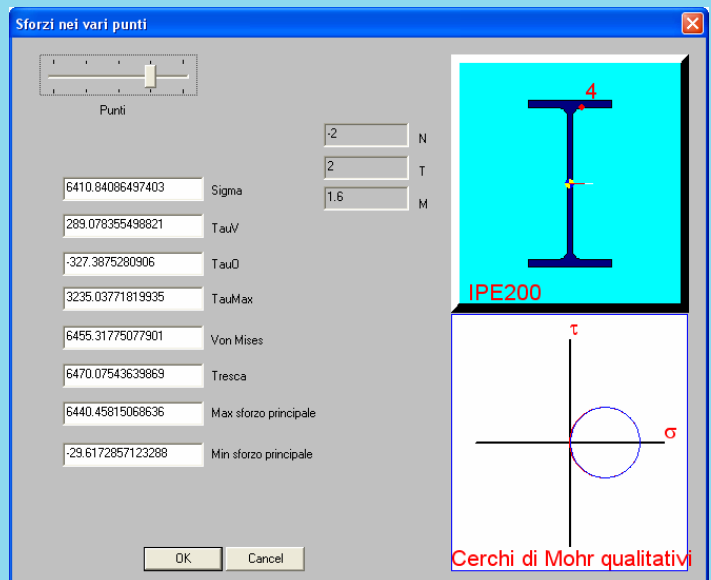 Sforzi nei vari punti
Punti
-2 N
2 T
1.6 M
6410.84086497403 Sigma
289.078355498821 TauV
-327.3875280906 TauO
3235.03771819935 TauMax
6455.31775077901 Von Mises
6470.07543639869 Tresca
6440.45815068636 Max sforzo principale
-29.6172857123288 Min sforzo principale
OK Cancel
4
IPE200
τ
σ
Cerchi di Mohr qualitativi